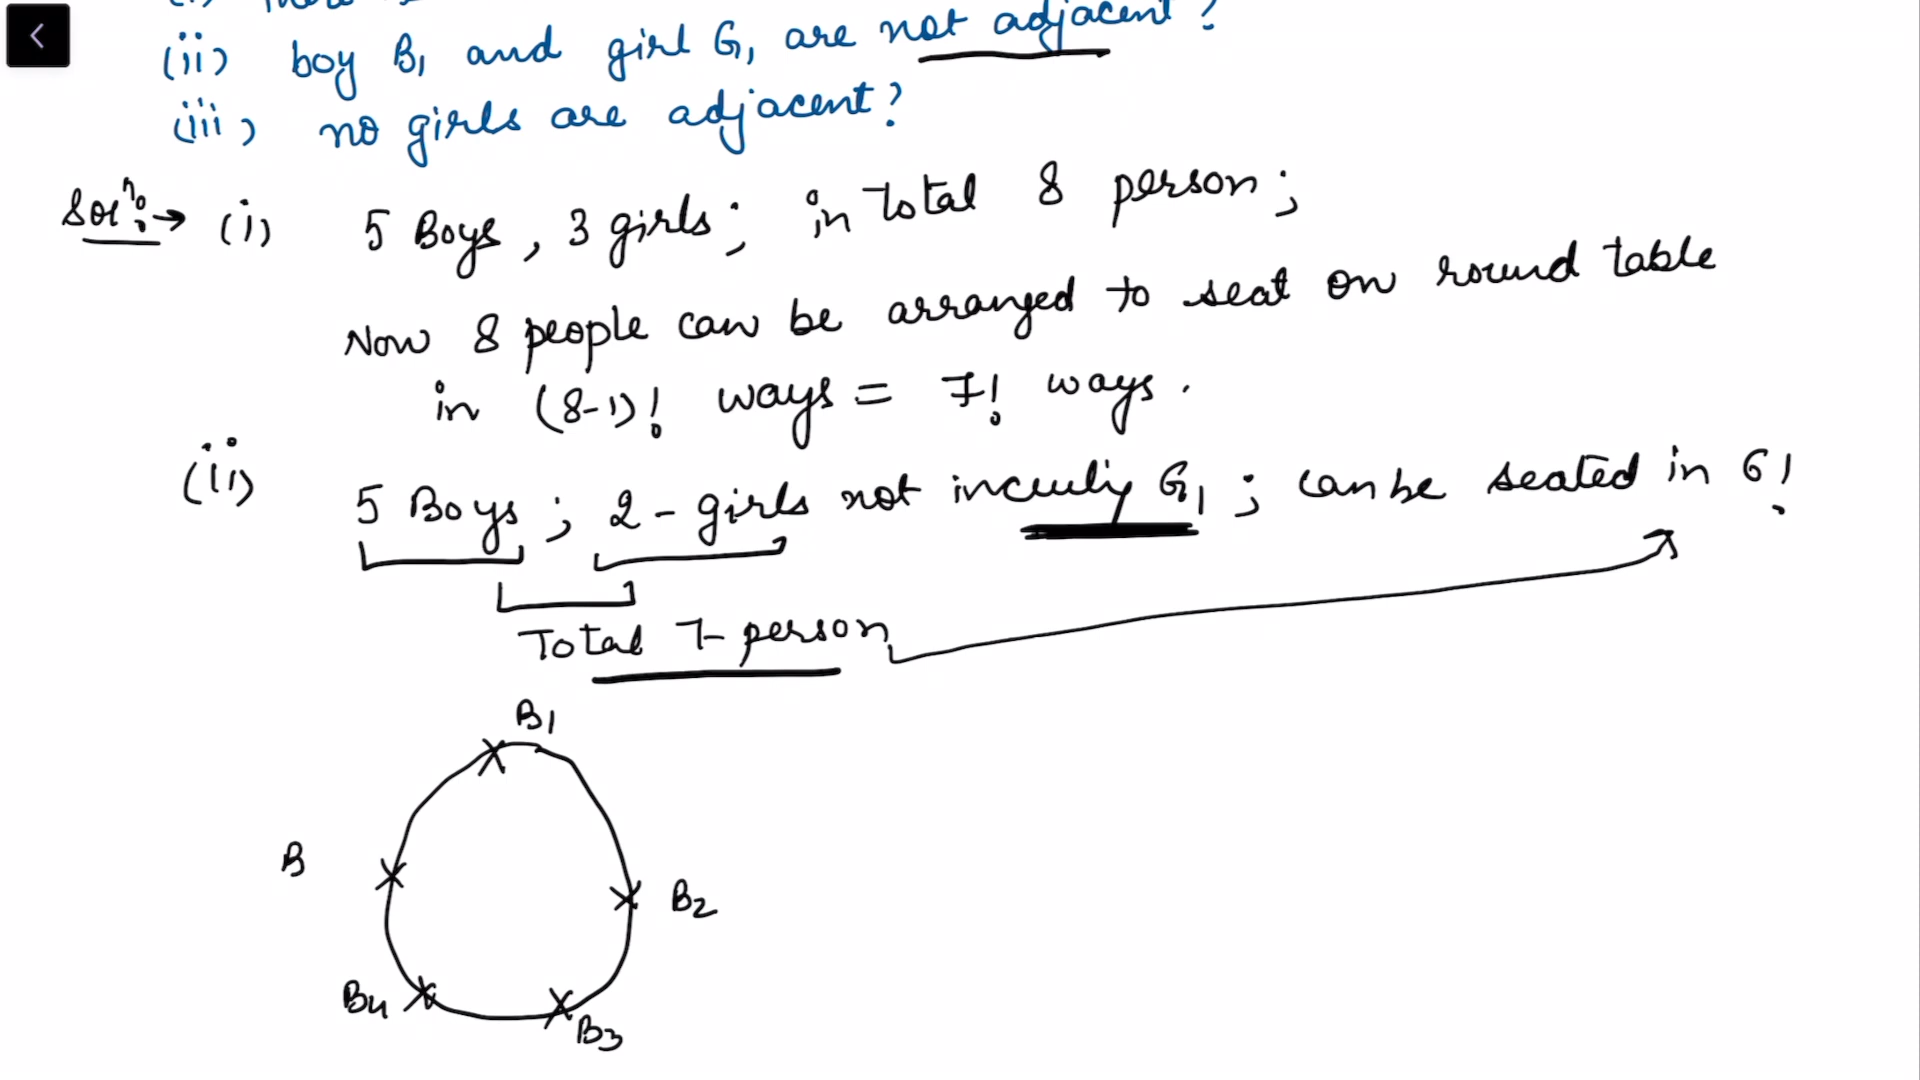 (ii) boy B1 and girl G1 are not adjacent?
(iii) no girls are adjacent?
Sol^n: → (i) 5 Boys, 3 girls; in total 8 person;
Now 8 people can be arranged to seat on round table
in (8-1)! ways = 7! ways.
(ii) 5 Boys; 2-girls not G1; can be seated in 6!
Total 7-person
B1
B
B2
B4
B3